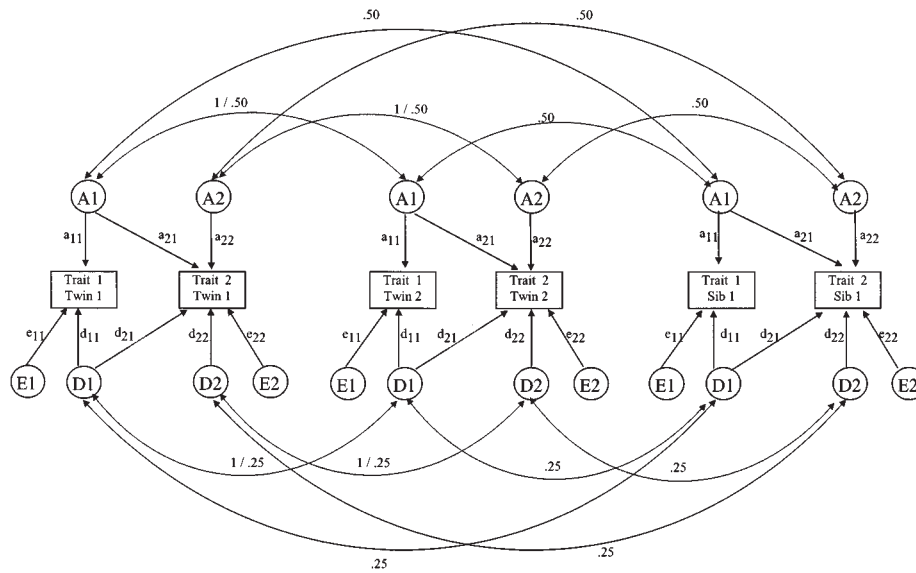 .50
.50
1 / .50
1 / .50
.50
.50
A1
A2
A1
A2
A1
A2
a11
a21
a22
a11
a21
a22
a11
a21
a22
Trait 1
Twin 1
Trait 2
Twin 1
Trait 1
Twin 2
Trait 2
Twin 2
Trait 1
Sib 1
Trait 2
Sib 1
e11
d11
d21
d22
e22
e11
d11
d21
d22
e22
e11
d11
d21
d22
e22
E1
D1
D2
E2
E1
D1
D2
E2
E1
D1
D2
E2
1 / .25
1 / .25
.25
.25
.25
.25